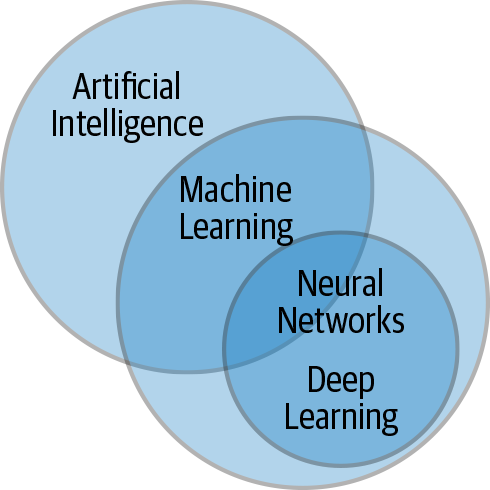 Artificial
Intelligence
Machine
Learning
Neural
Networks
Deep
Learning